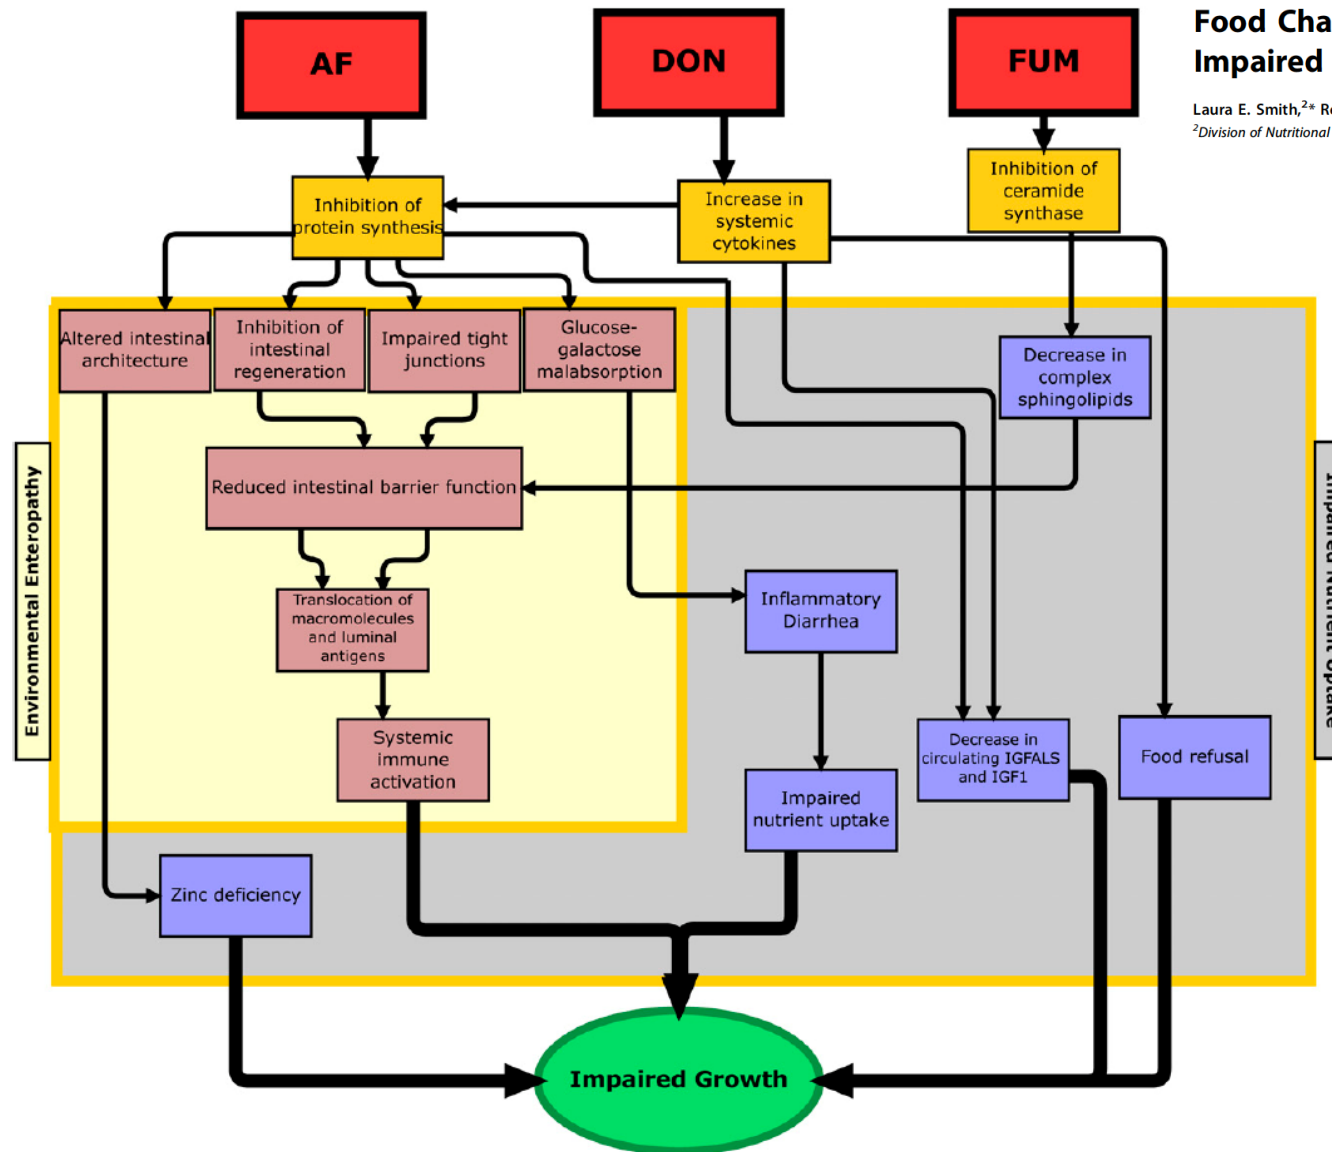 Food Cha
Impaired
Laura E. Smith,2*
2Division of Nutritional
AF
DON
FUM
Inhibition of
protein synthesis
Increase in
systemic
cytokines
Inhibition of
ceramide
synthase
Altered intestinal
architecture
Inhibition of
intestinal
regeneration
Impaired tight
junctions
Glucose-
galactose
malabsorption
Decrease in
complex
sphingolipids
Reduced intestinal barrier function
Environmental Enteropathy
Impaired Nutrient Uptake
Translocation of
macromolecules
and luminal
antigens
Inflammatory
Diarrhea
Systemic
immune
activation
Decrease in
circulating IGFALS
and IGF1
Food refusal
Impaired
nutrient uptake
Zinc deficiency
Impaired Growth